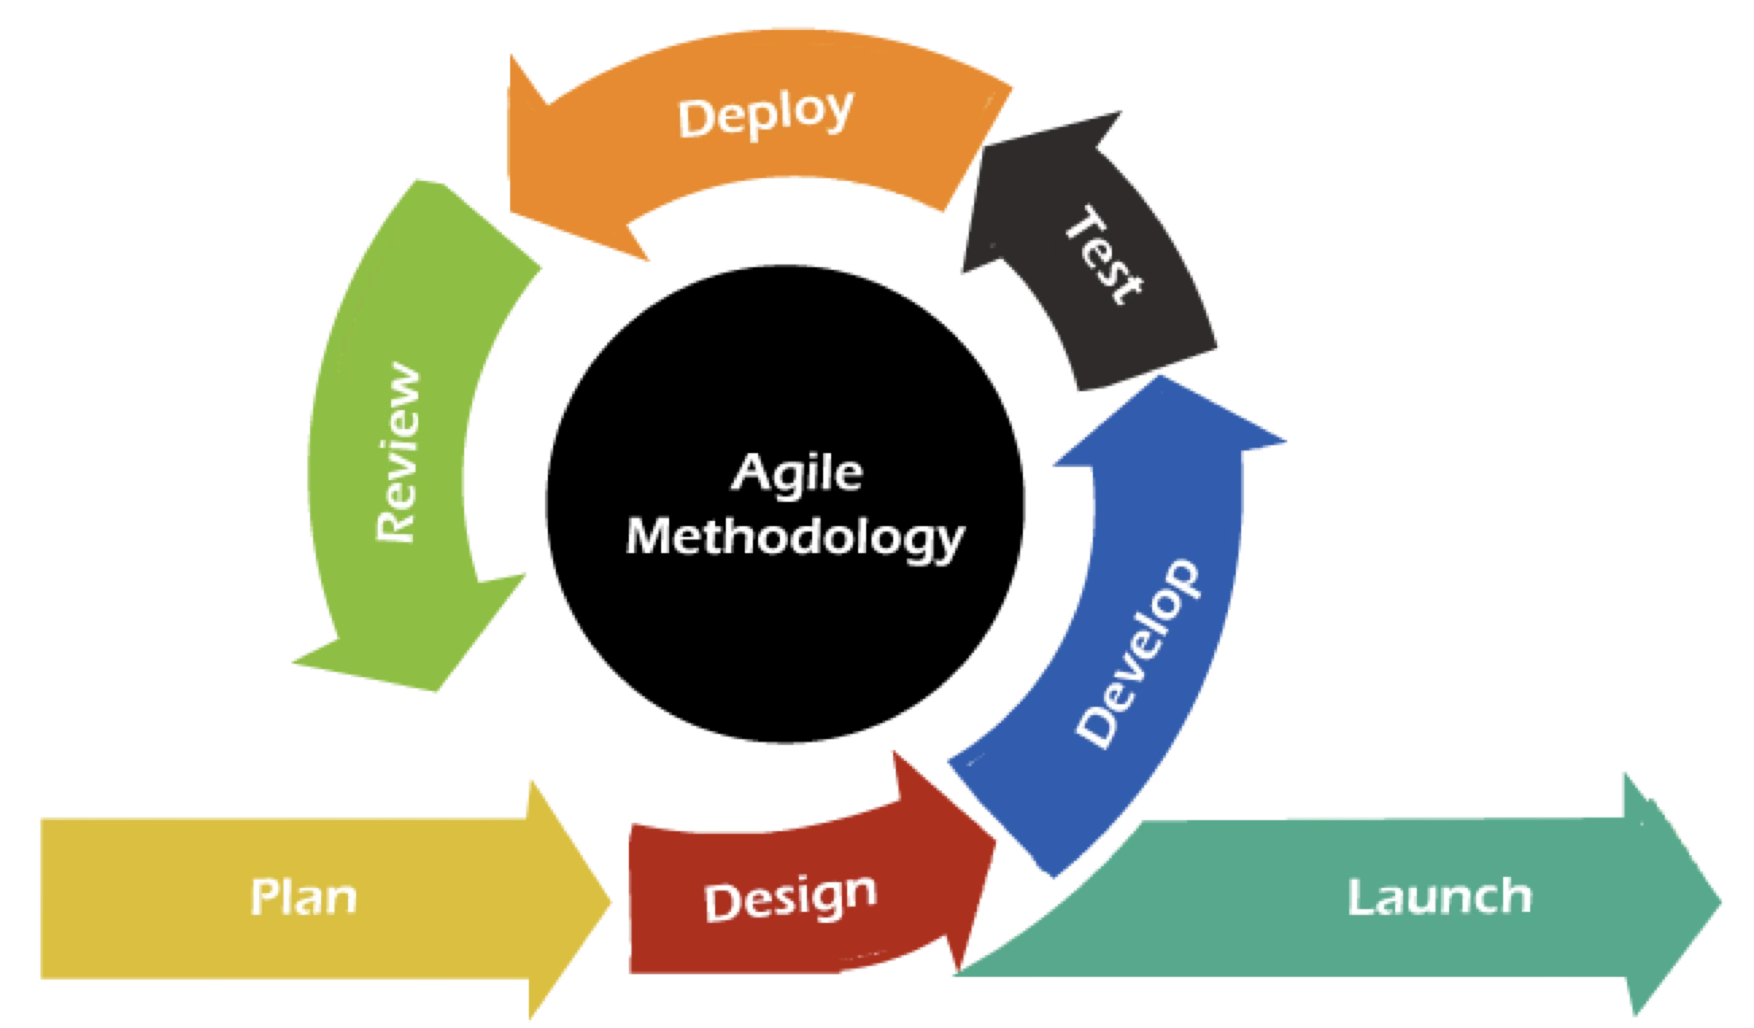 Deploy
Test
Review
Agile
Methodology
Develop
Plan
Design
Launch